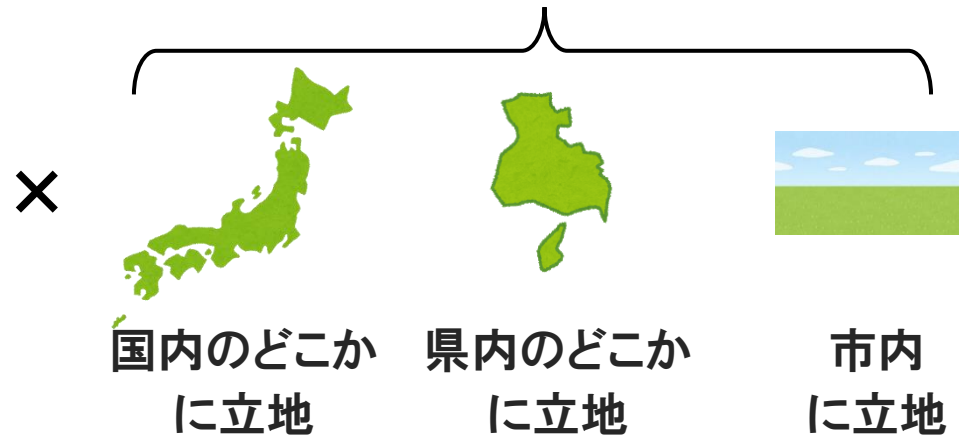 ×
国内のどこか
に立地
県内のどこか
に立地
市内
に立地